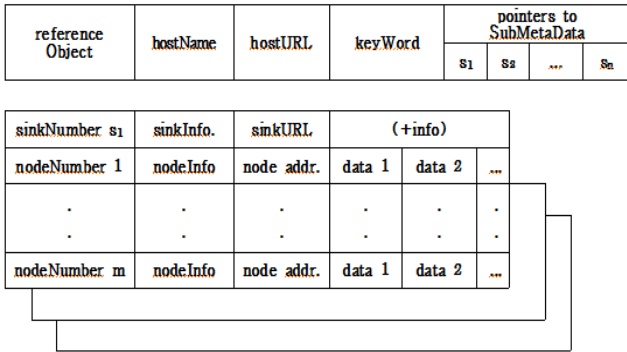 reference Object hostName hostURL keyWord pointers to SubMetaData
s1 s2 ... sn
sinkNumber s1 sinkInfo. sinkURL (+info)
nodeNumber 1 nodeInfo node addr. data 1 data 2 ...
. . . . . .
. . . . . .
nodeNumber m nodeInfo node addr. data 1 data 2 ...